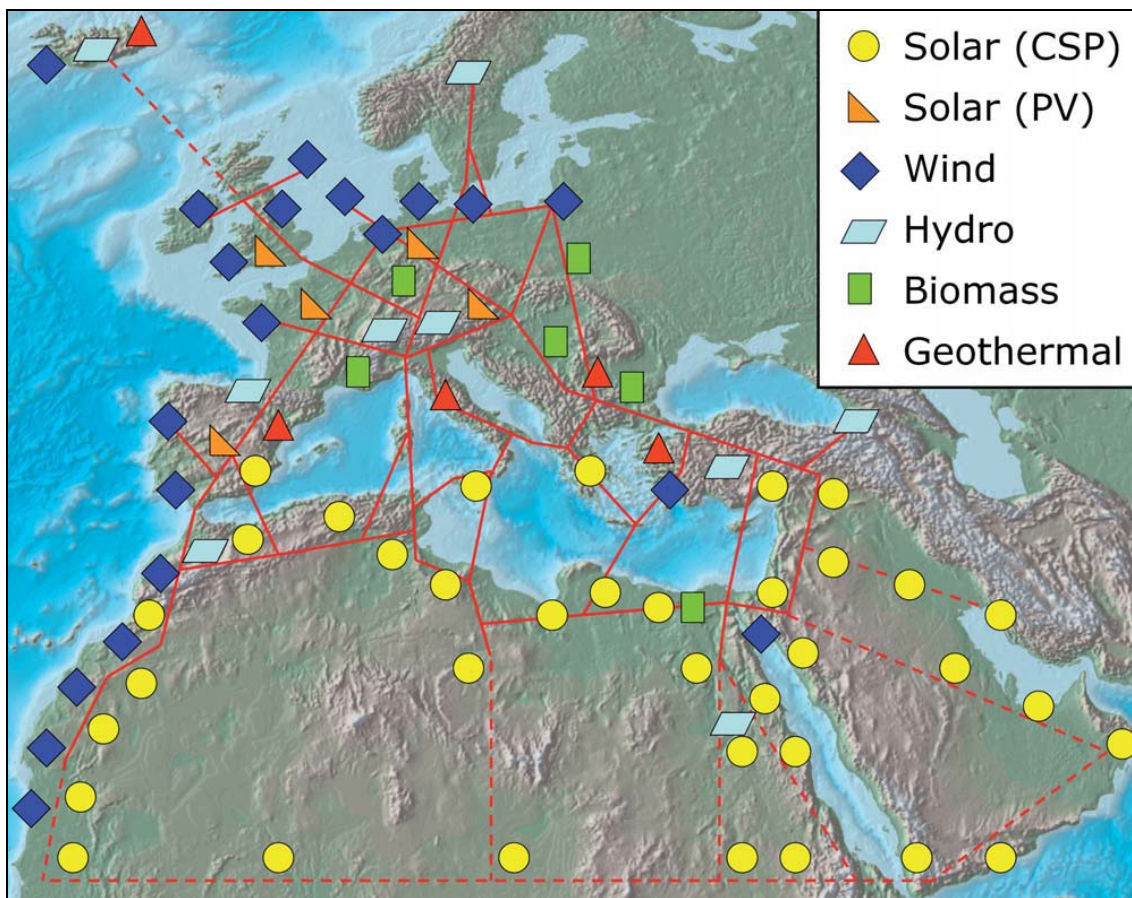 Solar (CSP)
Solar (PV)
Wind
Hydro
Biomass
Geothermal